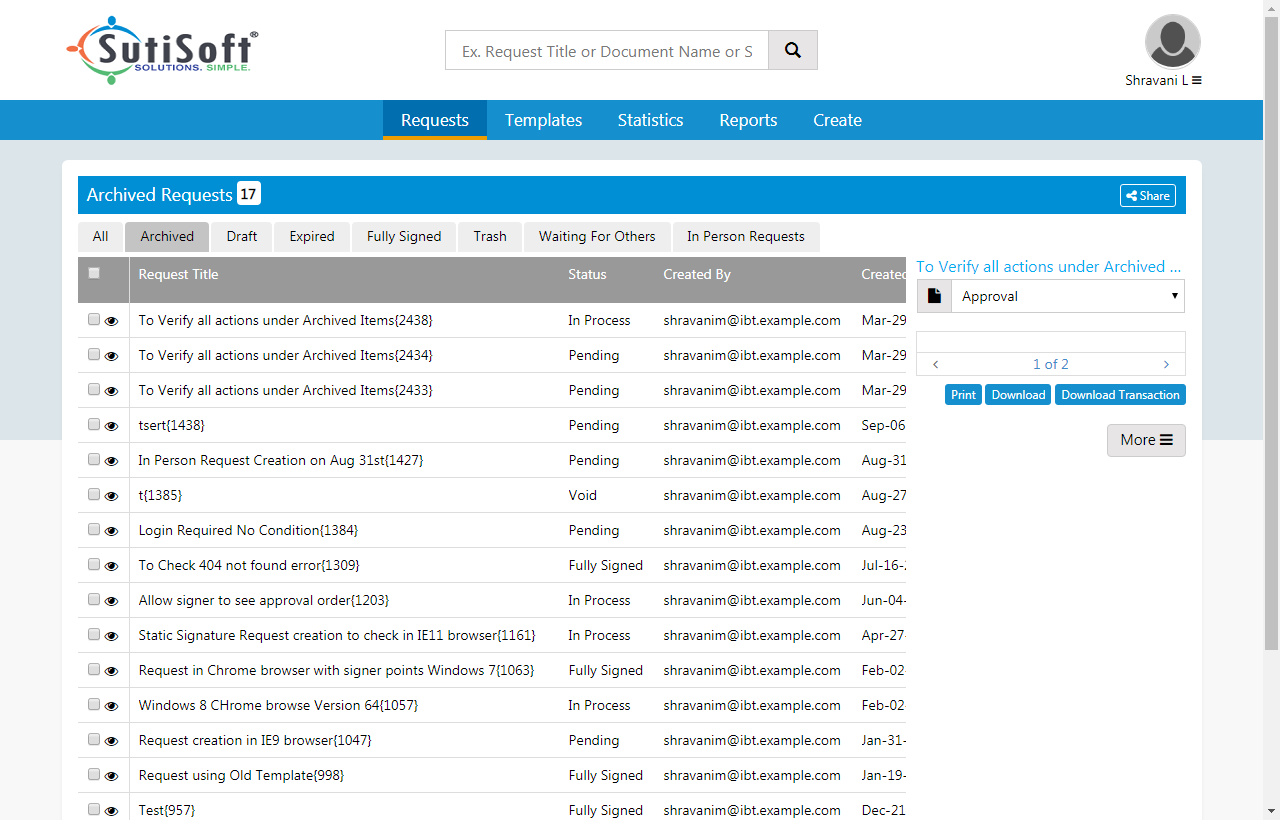 SutiSoft®
SOLUTIONS. SIMPLE.
Ex. Request Title or Document Name or S
Shravani L
Requests Templates Statistics Reports Create
Archived Requests 17 Share
All Archived Draft Expired Fully Signed Trash Waiting For Others In Person Requests
Request Title Status Created By Created
To Verify all actions under Archived Items{2438} In Process shravanim@ibt.example.com Mar-29
To Verify all actions under Archived Items{2434} Pending shravanim@ibt.example.com Mar-29
To Verify all actions under Archived Items{2433} Pending shravanim@ibt.example.com Mar-29
tsert{1438} Pending shravanim@ibt.example.com Sep-06
In Person Request Creation on Aug 31st{1427} Pending shravanim@ibt.example.com Aug-31
t{1385} Void shravanim@ibt.example.com Aug-27
Login Required No Condition{1384} Pending shravanim@ibt.example.com Aug-23
To Check 404 not found error{1309} Fully Signed shravanim@ibt.example.com Jul-16-2
Allow signer to see approval order{1203} In Process shravanim@ibt.example.com Jun-04-
Static Signature Request creation to check in IE11 browser{1161} In Process shravanim@ibt.example.com Apr-27-
Request in Chrome browser with signer points Windows 7{1063} Fully Signed shravanim@ibt.example.com Feb-02-
Windows 8 CHrome browse Version 64{1057} In Process shravanim@ibt.example.com Feb-02-
Request creation in IE9 browser{1047} Pending shravanim@ibt.example.com Jan-31-
Request using Old Template{998} Fully Signed shravanim@ibt.example.com Jan-19-
Test{957} Fully Signed shravanim@ibt.example.com Dec-21
To Verify all actions under Archived ...
Approval
1 of 2
Print Download Download Transaction
More